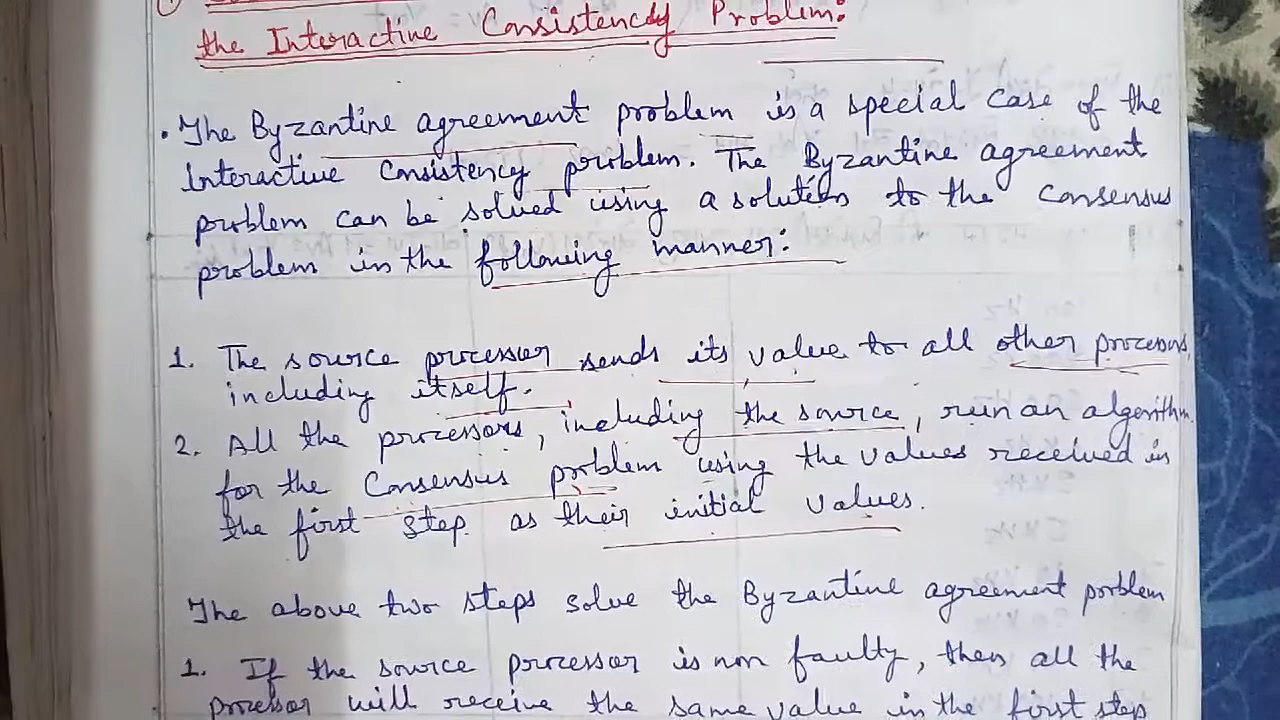 the Interactive Consistency Problem:
• The Byzantine agreement problem is a special case of the
Interactive Consistency problem. The Byzantine agreement
problem can be solved using a solution to the consensus
problem in the following manner:
1. The source processor sends its value to all other processors,
including itself.
2. All the processors, including the source, run an algorithm
for the Consensus problem using the values received in
the first step as their initial values.
The above two steps solve the Byzantine agreement problem
1. If the source processor is non faulty, then all the
processor will receive the same value in the first step